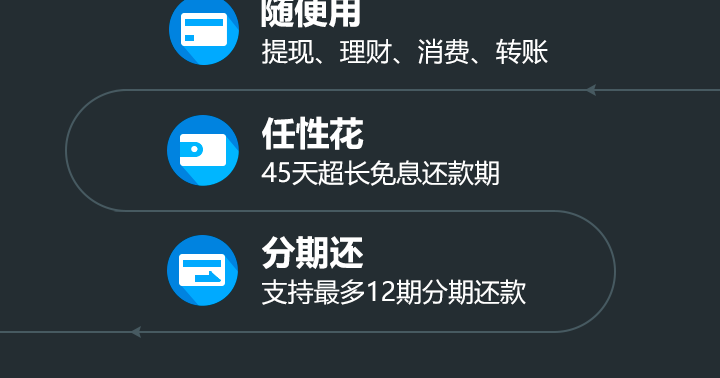 随便用
提现、理财、消费、转账
任性花
45天超长免息还款期
分期还
支持最多12期分期还款